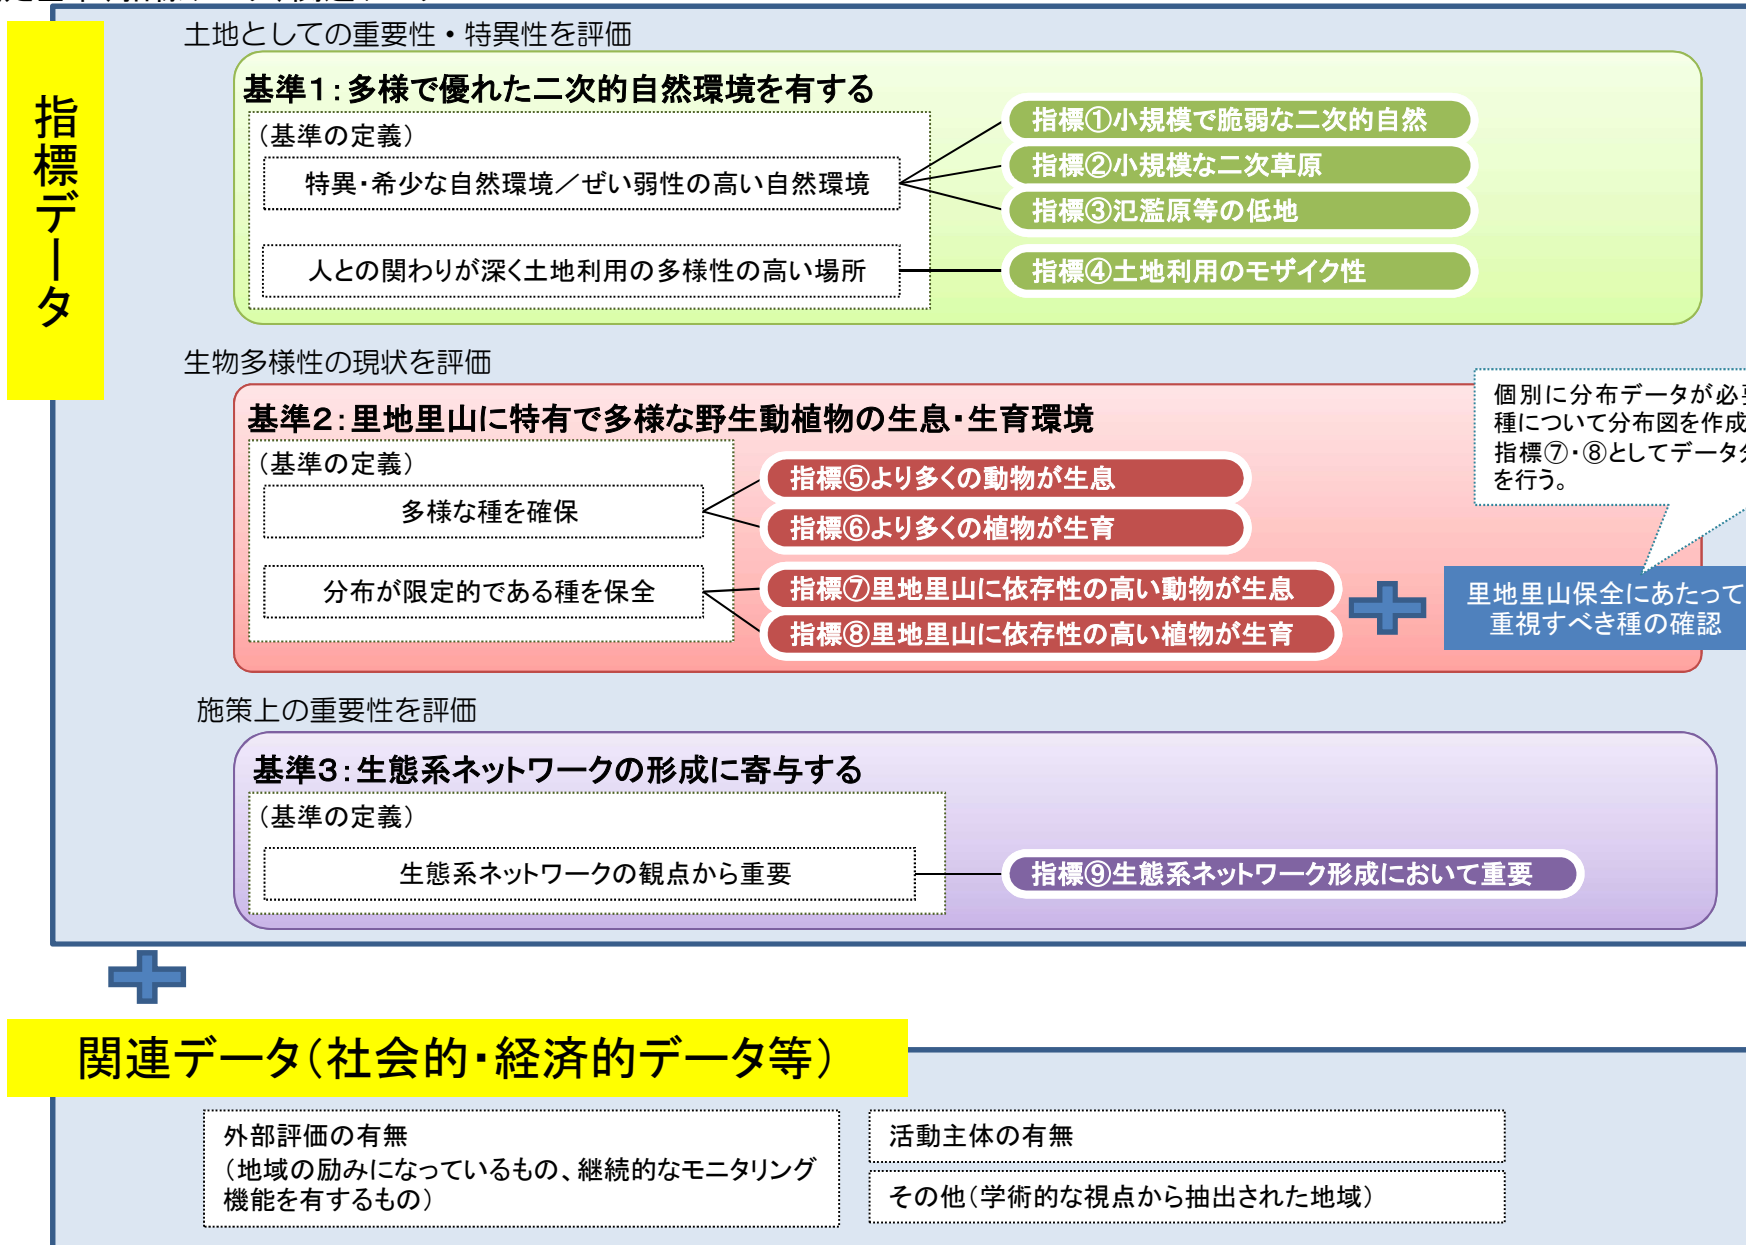 指標データ
土地としての重要性・特異性を評価
基準1：多様で優れた二次的自然環境を有する
（基準の定義）
特異・希少な自然環境／ぜい弱性の高い自然環境
人との関わりが深く土地利用の多様性の高い場所
指標①小規模で脆弱な二次的自然
指標②小規模な二次草原
指標③氾濫原等の低地
指標④土地利用のモザイク性
生物多様性の現状を評価
基準2：里地里山に特有で多様な野生動植物の生息・生育環境
（基準の定義）
多様な種を確保
分布が限定的である種を保全
指標⑤より多くの動物が生息
指標⑥より多くの植物が生育
指標⑦里地里山に依存性の高い動物が生息
指標⑧里地里山に依存性の高い植物が生育
個別に分布データが必
種について分布図を作成
指標⑦・⑧としてデータ
を行う。
里地里山保全にあたって
重視すべき種の確認
施策上の重要性を評価
基準3：生態系ネットワークの形成に寄与する
（基準の定義）
生態系ネットワークの観点から重要
指標⑨生態系ネットワーク形成において重要
関連データ（社会的・経済的データ等）
外部評価の有無
（地域の励みになっているもの、継続的なモニタリング
機能を有するもの）
活動主体の有無
その他（学術的な視点から抽出された地域）